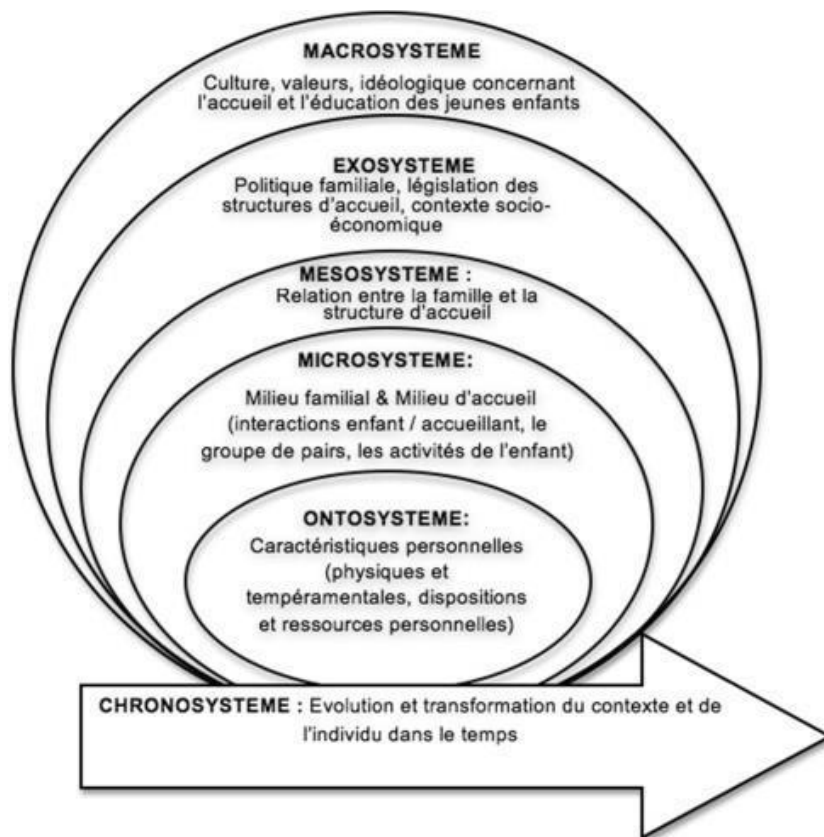 MACROSYSTEME
Culture, valeurs, idéologique concernant
l'accueil et l'éducation des jeunes enfants
EXOSYSTEME
Politique familiale, législation des
structures d'accueil, contexte socio-
économique
MESOSYSTEME :
Relation entre la famille et la
structure d'accueil
MICROSYSTEME:
Milieu familial & Milieu d'accueil
(interactions enfant / accueillant, le
groupe de pairs, les activités de l'enfant)
ONTOSYSTEME:
Caractéristiques personnelles
(physiques et
tempéramentales, dispositions
et ressources personnelles)
CHRONOSYSTEME : Evolution et transformation du contexte et de
l'individu dans le temps